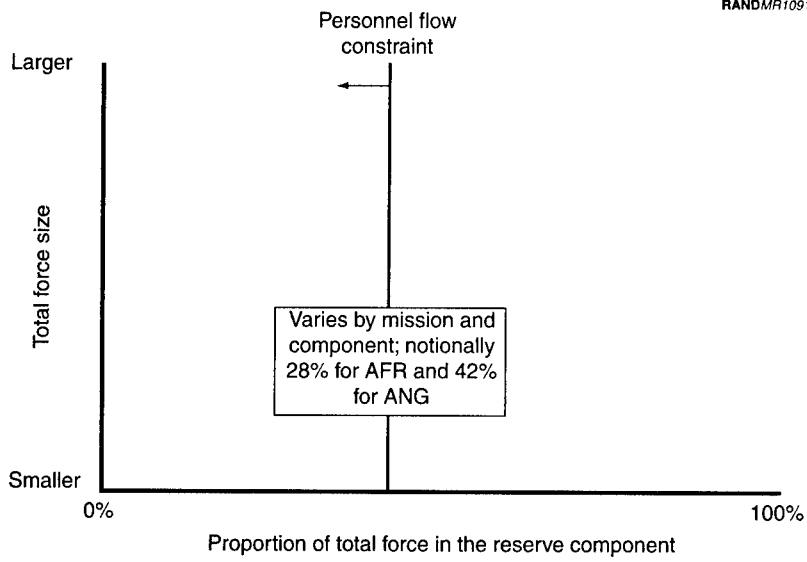 RANDMR1091
Personnel flow
constraint
Larger
Total force size
Varies by mission and
component; notionally
28% for AFR and 42%
for ANG
Smaller
0%
100%
Proportion of total force in the reserve component